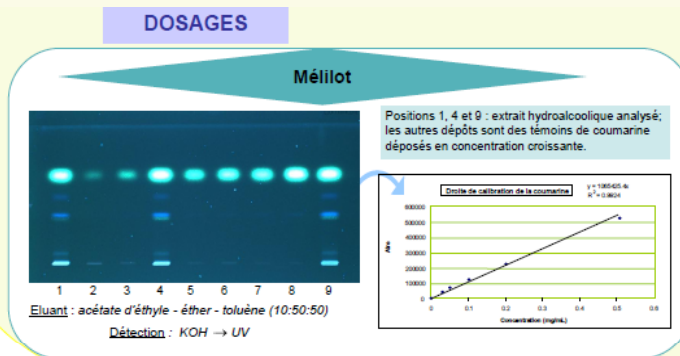 DOSAGES
Mélilot
Positions 1, 4 et 9 : extrait hydroalcoolique analysé;
les autres dépôts sont des témoins de coumarine
déposés en concentration croissante.
Droite de calibration de la coumarine
R² = 0.9924
600000
500000
400000
300000
200000
100000
0
Aire
0 0.1 0.2 0.3 0.4 0.5 0.6
Concentration (mg/mL)
1 2 3 4 5 6 7 8 9
Eluant : acétate d'éthyle - éther - toluène (10:50:50)
Détection : KOH → UV